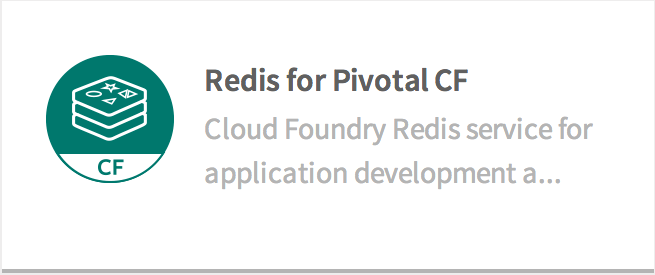 Redis for Pivotal CF
Cloud Foundry Redis service for
application development a...
CF